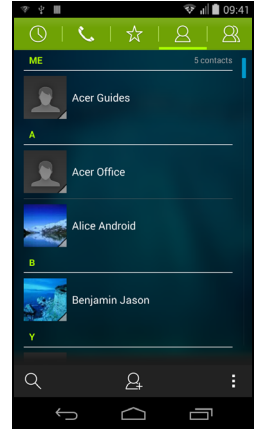 09:41
ME
5 contacts
Acer Guides
A
Acer Office
Alice Android
B
Benjamin Jason
Y